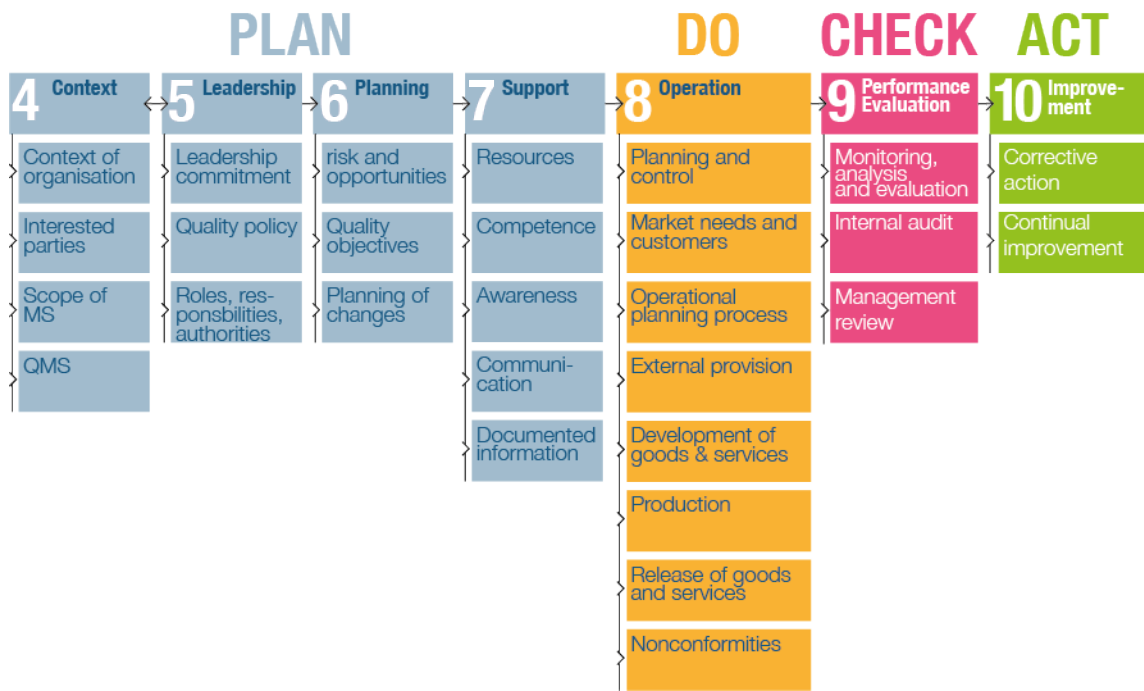 PLAN
DO
CHECK
ACT
4 Context
5 Leadership
6 Planning
7 Support
8 Operation
9 Performance
Evaluation
10 Improve-
ment
Context of
organisation
Interested
parties
Scope of
MS
QMS
Leadership
commitment
Quality policy
Roles, res-
ponsbilities,
authorities
risk and
opportunities
Quality
objectives
Planning of
changes
Resources
Competence
Awareness
Communi-
cation
Documented
information
Planning and
control
Market needs and
customers
Operational
planning process
External provision
Development of
goods & services
Production
Release of goods
and services
Nonconformities
Monitoring,
analysis
and evaluation
Internal audit
Management
review
Corrective
action
Continual
improvement